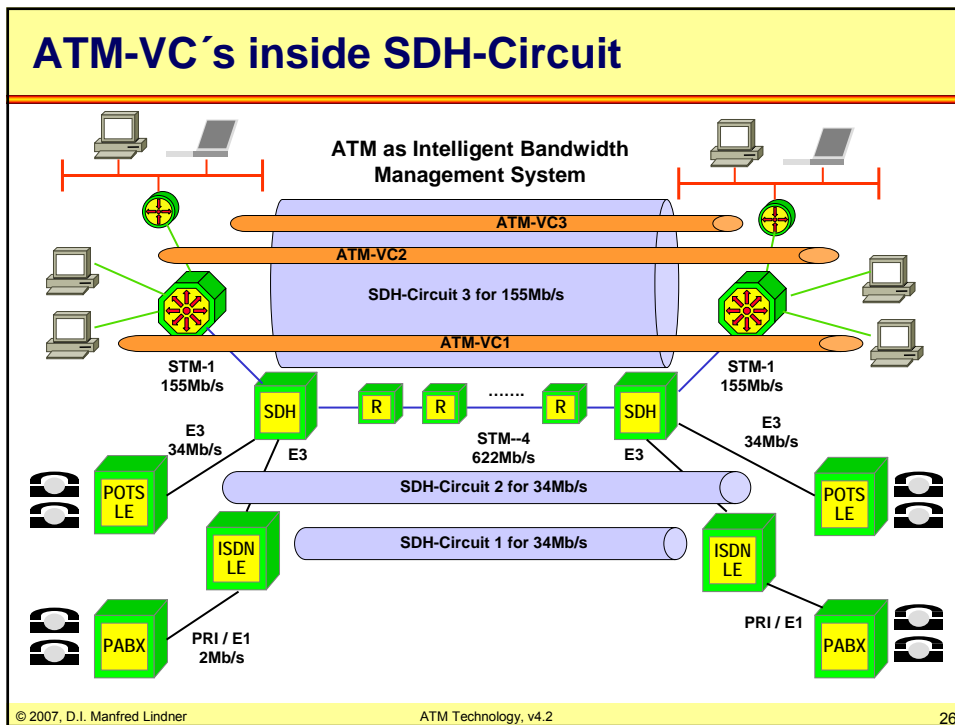 ATM-VC´s inside SDH-Circuit
ATM as Intelligent Bandwidth
Management System
ATM-VC3
ATM-VC2
SDH-Circuit 3 for 155Mb/s
ATM-VC1
STM-1
155Mb/s
STM-1
155Mb/s
SDH
R
R
.......
R
SDH
E3
34Mb/s
E3
STM--4
622Mb/s
E3
E3
34Mb/s
POTS
LE
SDH-Circuit 2 for 34Mb/s
POTS
LE
ISDN
LE
SDH-Circuit 1 for 34Mb/s
ISDN
LE
PABX
PRI / E1
2Mb/s
PRI / E1
PABX
© 2007, D.I. Manfred Lindner
ATM Technology, v4.2
26